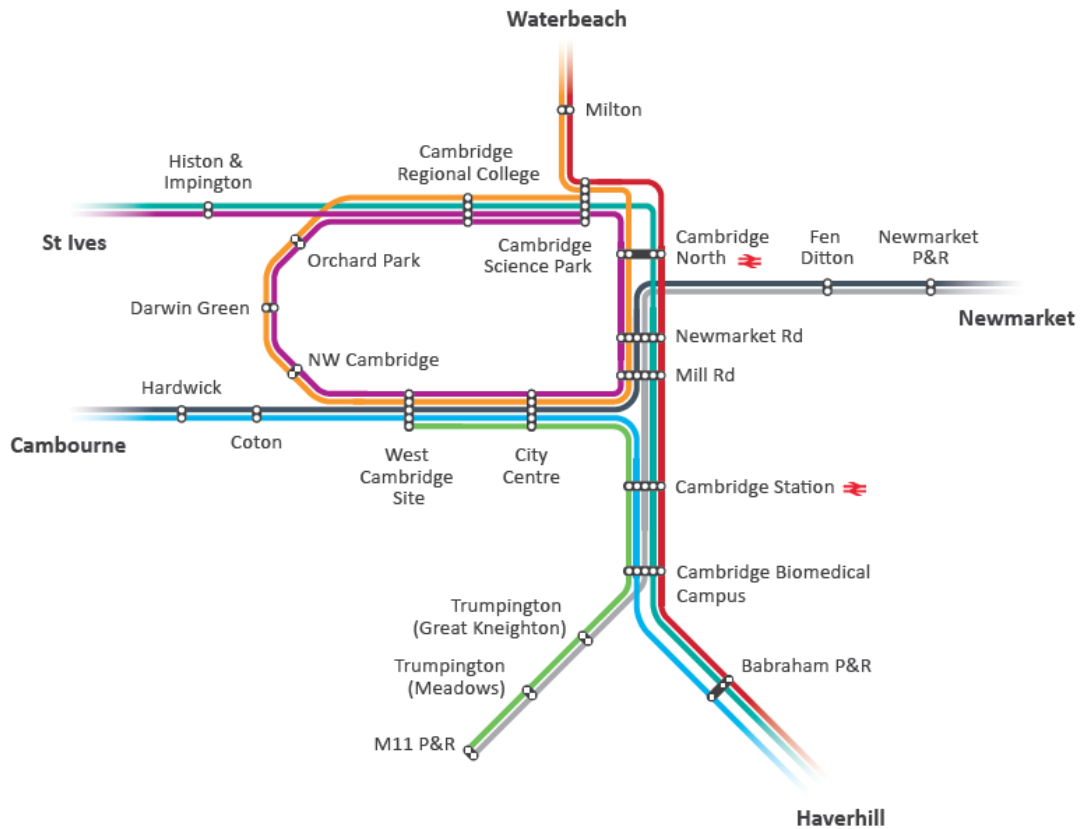 Waterbeach
Milton
Cambridge
Regional College
Histon &
Impington
St Ives
Orchard Park
Cambridge
Science Park
Cambridge
North
Fen
Ditton
Newmarket
P&R
Newmarket
Darwin Green
Newmarket Rd
NW Cambridge
Mill Rd
Hardwick
Cambourne
Coton
West
Cambridge
Site
City
Centre
Cambridge Station
Cambridge Biomedical
Campus
Trumpington
(Great Kneighton)
Trumpington
(Meadows)
Babraham P&R
M11 P&R
Haverhill